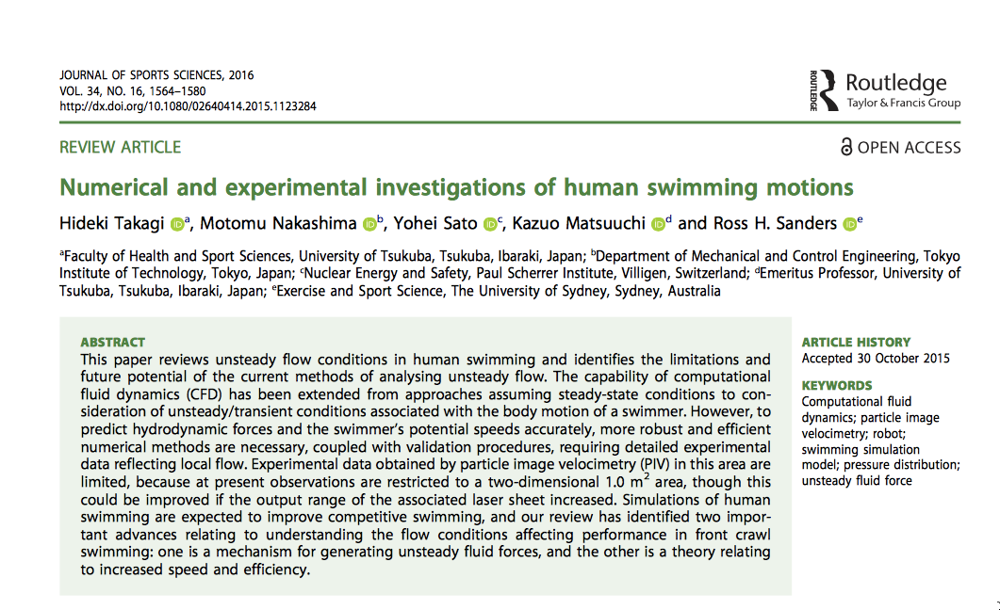 JOURNAL OF SPORTS SCIENCES, 2016
VOL. 34, NO. 16, 1564–1580
http://dx.doi.org/10.1080/02640414.2015.1123284
ROUTLEDGE
Routledge
Taylor & Francis Group
REVIEW ARTICLE
OPEN ACCESS
Numerical and experimental investigations of human swimming motions
Hideki Takagi iDᵃ, Motomu Nakashima iDᵇ, Yohei Sato iDᶜ, Kazuo Matsuuchi iDᵈ and Ross H. Sanders iDᵉ
ᵃFaculty of Health and Sport Sciences, University of Tsukuba, Tsukuba, Ibaraki, Japan; ᵇDepartment of Mechanical and Control Engineering, Tokyo
Institute of Technology, Tokyo, Japan; ᶜNuclear Energy and Safety, Paul Scherrer Institute, Villigen, Switzerland; ᵈEmeritus Professor, University of
Tsukuba, Tsukuba, Ibaraki, Japan; ᵉExercise and Sport Science, The University of Sydney, Sydney, Australia
ABSTRACT
This paper reviews unsteady flow conditions in human swimming and identifies the limitations and
future potential of the current methods of analysing unsteady flow. The capability of computational
fluid dynamics (CFD) has been extended from approaches assuming steady-state conditions to con-
sideration of unsteady/transient conditions associated with the body motion of a swimmer. However, to
predict hydrodynamic forces and the swimmer's potential speeds accurately, more robust and efficient
numerical methods are necessary, coupled with validation procedures, requiring detailed experimental
data reflecting local flow. Experimental data obtained by particle image velocimetry (PIV) in this area are
limited, because at present observations are restricted to a two-dimensional 1.0 m² area, though this
could be improved if the output range of the associated laser sheet increased. Simulations of human
swimming are expected to improve competitive swimming, and our review has identified two impor-
tant advances relating to understanding the flow conditions affecting performance in front crawl
swimming: one is a mechanism for generating unsteady fluid forces, and the other is a theory relating
to increased speed and efficiency.
ARTICLE HISTORY
Accepted 30 October 2015
KEYWORDS
Computational fluid
dynamics; particle image
velocimetry; robot;
swimming simulation
model; pressure distribution;
unsteady fluid force